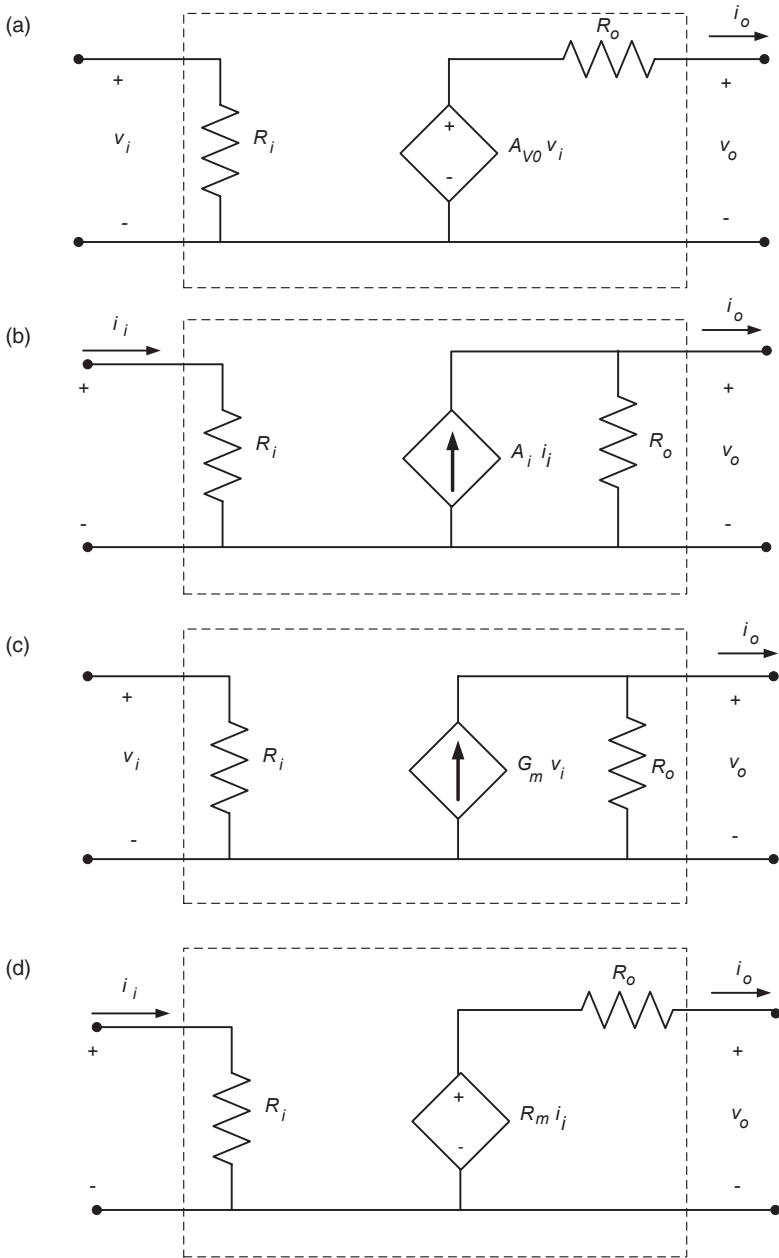 (a)
R_o
i_o
+
v_i
-
R_i
+
-
A_V0 v_i
+
v_o
-
(b)
i_i
i_o
+
-
R_i
A_i i_i
R_o
+
v_o
-
(c)
i_o
+
v_i
-
R_i
G_m v_i
R_o
+
v_o
-
(d)
i_i
R_o
i_o
+
-
R_i
+
-
R_m i_i
+
v_o
-